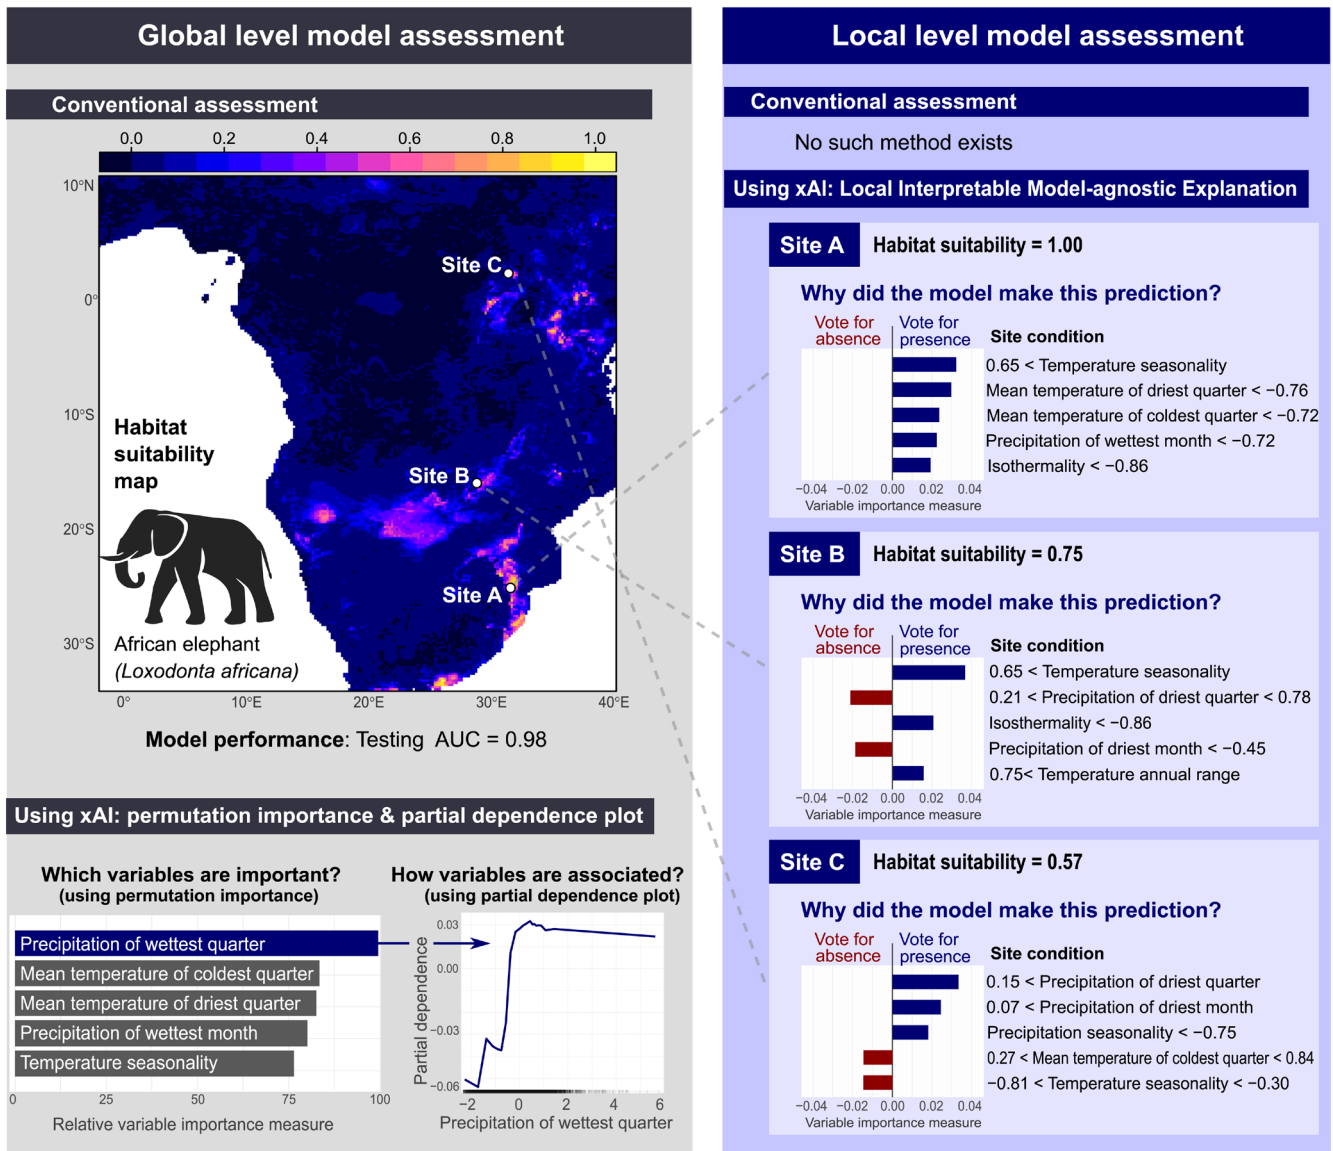 Global level model assessment
Conventional assessment
0.0 0.2 0.4 0.6 0.8 1.0
10°N
0°
10°S
20°S
30°S
Site C
Site B
Site A
Habitat
suitability
map
African elephant
(Loxodonta africana)
0° 10°E 20°E 30°E 40°E
Model performance: Testing AUC = 0.98
Using xAI: permutation importance & partial dependence plot
Which variables are important?
(using permutation importance)
Precipitation of wettest quarter
Mean temperature of coldest quarter
Mean temperature of driest quarter
Precipitation of wettest month
Temperature seasonality
0 25 50 75 100
Relative variable importance measure
How variables are associated?
(using partial dependence plot)
Partial dependence
0.03
0.00
−0.03
−0.06
−2 0 2 4 6
Precipitation of wettest quarter
Local level model assessment
Conventional assessment
No such method exists
Using xAI: Local Interpretable Model-agnostic Explanation
Site A Habitat suitability = 1.00
Why did the model make this prediction?
Vote for absence
Vote for presence
Site condition
0.65 < Temperature seasonality
Mean temperature of driest quarter < −0.76
Mean temperature of coldest quarter < −0.72
Precipitation of wettest month < −0.72
Isothermality < −0.86
−0.04 −0.02 0.00 0.02 0.04
Variable importance measure
Site B Habitat suitability = 0.75
Why did the model make this prediction?
Vote for absence
Vote for presence
Site condition
0.65 < Temperature seasonality
0.21 < Precipitation of driest quarter < 0.78
Isosthermality < −0.86
Precipitation of driest month < −0.45
0.75< Temperature annual range
−0.04 −0.02 0.00 0.02 0.04
Variable importance measure
Site C Habitat suitability = 0.57
Why did the model make this prediction?
Vote for absence
Vote for presence
Site condition
0.15 < Precipitation of driest quarter
0.07 < Precipitation of driest month
Precipitation seasonality < −0.75
0.27 < Mean temperature of coldest quarter < 0.84
−0.81 < Temperature seasonality < −0.30
−0.04 −0.02 0.00 0.02 0.04
Variable importance measure